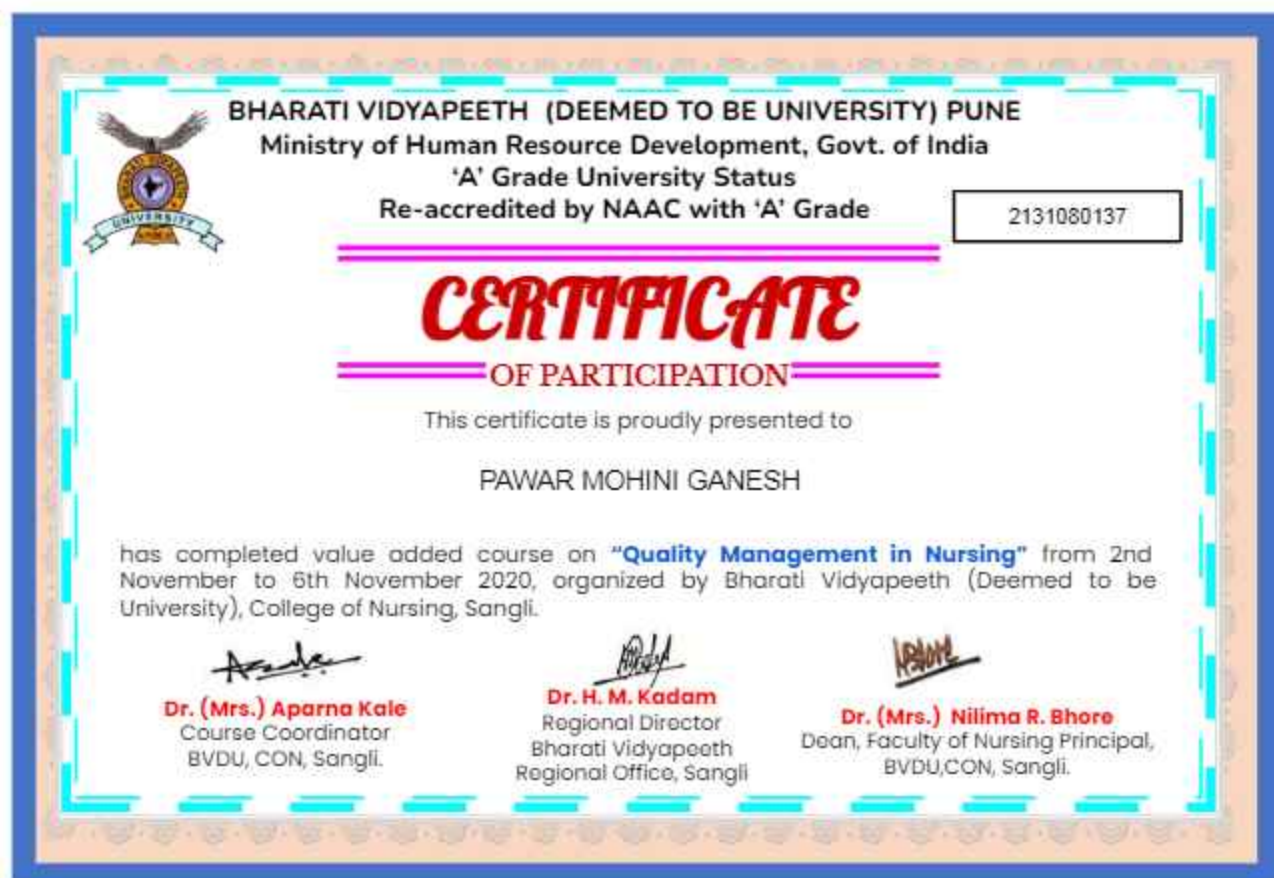 BHARATI VIDYAPEETH (DEEMED TO BE UNIVERSITY) PUNE
Ministry of Human Resource Development, Govt. of India
‘A’ Grade University Status
Re-accredited by NAAC with ‘A’ Grade
2131080137
BHARATI VIDYAPEETH
UNIVERSITY
CERTIFICATE
OF PARTICIPATION
This certificate is proudly presented to
PAWAR MOHINI GANESH
has completed value added course on “Quality Management in Nursing” from 2nd
November to 6th November 2020, organized by Bharati Vidyapeeth (Deemed to be
University), College of Nursing, Sangli.
Dr. (Mrs.) Aparna Kale
Course Coordinator
BVDU, CON, Sangli.
Dr. H. M. Kadam
Regional Director
Bharati Vidyapeeth
Regional Office, Sangli
Dr. (Mrs.) Nilima R. Bhore
Dean, Faculty of Nursing Principal,
BVDU,CON, Sangli.